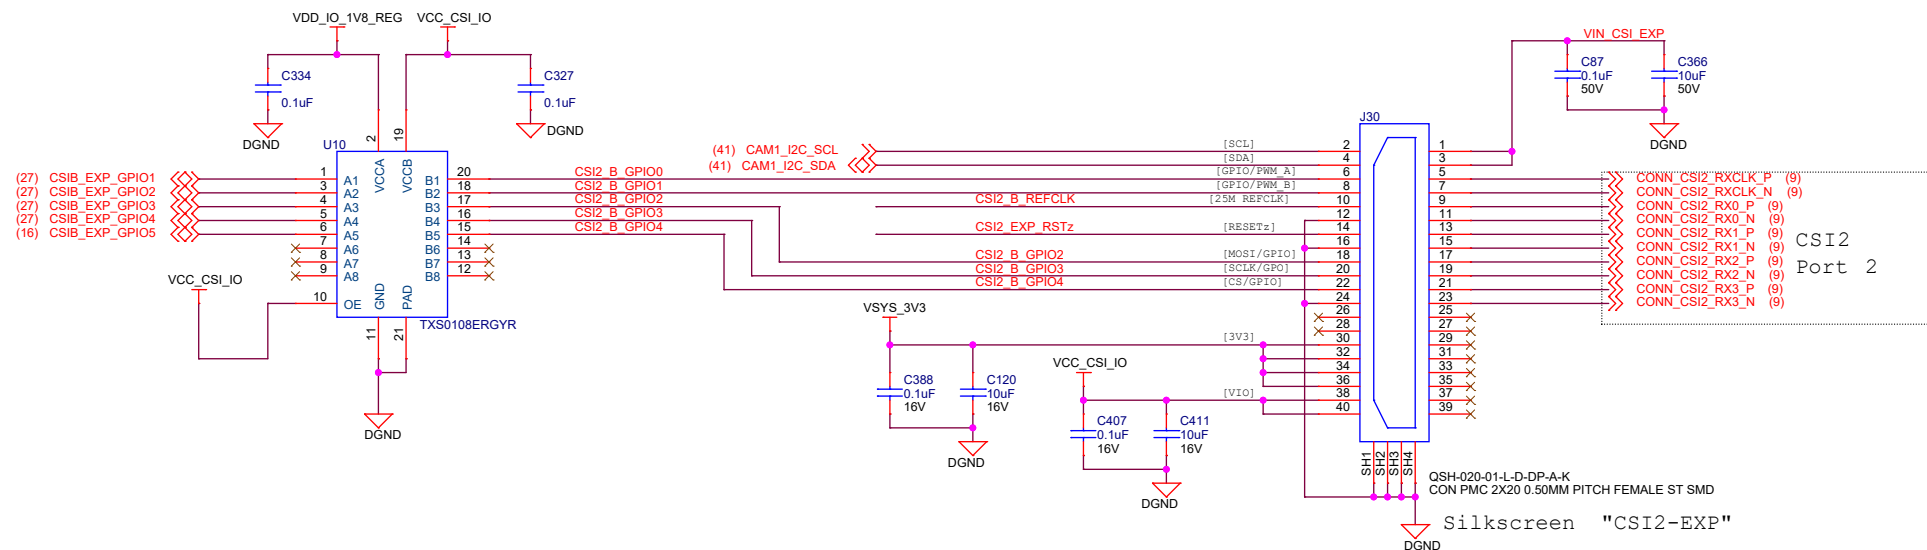 VDD_IO_1V8_REG
VCC_CSI_IO
C334
0.1uF
DGND
C327
0.1uF
DGND
U10
2
19
VCCA
VCCB
(27) CSIB_EXP_GPIO1
(27) CSIB_EXP_GPIO2
(27) CSIB_EXP_GPIO3
(27) CSIB_EXP_GPIO4
(16) CSIB_EXP_GPIO5
1 A1 B1 20
3 A2 B2 18
4 A3 B3 17
5 A4 B4 16
6 A5 B5 15
7 A6 B6 14
8 A7 B7 13
9 A8 B8 12
10 OE
GND
PAD
11
21
TXS0108ERGYR
VCC_CSI_IO
DGND
CSI2_B_GPIO0
CSI2_B_GPIO1
CSI2_B_GPIO2
CSI2_B_GPIO3
CSI2_B_GPIO4
(41) CAM1_I2C_SCL
(41) CAM1_I2C_SDA
CSI2_B_REFCLK
CSI2_EXP_RSTz
CSI2_B_GPIO2
CSI2_B_GPIO3
CSI2_B_GPIO4
[SCL]
[SDA]
[GPIO/PWM_A]
[GPIO/PWM_B]
[25M REFCLK]
[RESETz]
[MOSI/GPIO]
[SCLK/GPO]
[CS/GPIO]
[3V3]
[VIO]
VSYS_3V3
C388
0.1uF
16V
C120
10uF
16V
DGND
VCC_CSI_IO
C407
0.1uF
16V
C411
10uF
16V
DGND
J30
2 1
4 3
6 5
8 7
10 9
12 11
14 13
16 15
18 17
20 19
22 21
24 23
26 25
28 27
30 29
32 31
34 33
36 35
38 37
40 39
SH1
SH2
SH3
SH4
QSH-020-01-L-D-DP-A-K
CON PMC 2X20 0.50MM PITCH FEMALE ST SMD
DGND
Silkscreen "CSI2-EXP"
VIN_CSI_EXP
C87
0.1uF
50V
C366
10uF
50V
DGND
CONN_CSI2_RXCLK_P (9)
CONN_CSI2_RXCLK_N (9)
CONN_CSI2_RX0_P (9)
CONN_CSI2_RX0_N (9)
CONN_CSI2_RX1_P (9)
CONN_CSI2_RX1_N (9)
CONN_CSI2_RX2_P (9)
CONN_CSI2_RX2_N (9)
CONN_CSI2_RX3_P (9)
CONN_CSI2_RX3_N (9)
CSI2
Port 2